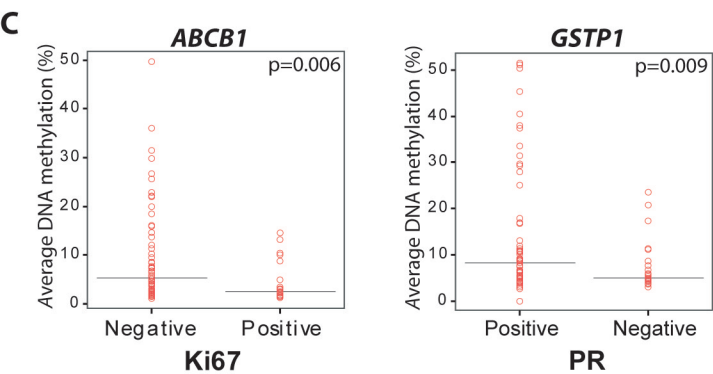 C
ABCB1
p=0.006
Average DNA methylation (%)
50
40
30
20
10
0
Negative Positive
Ki67
GSTP1
p=0.009
Average DNA methylation (%)
50
40
30
20
10
0
Positive Negative
PR